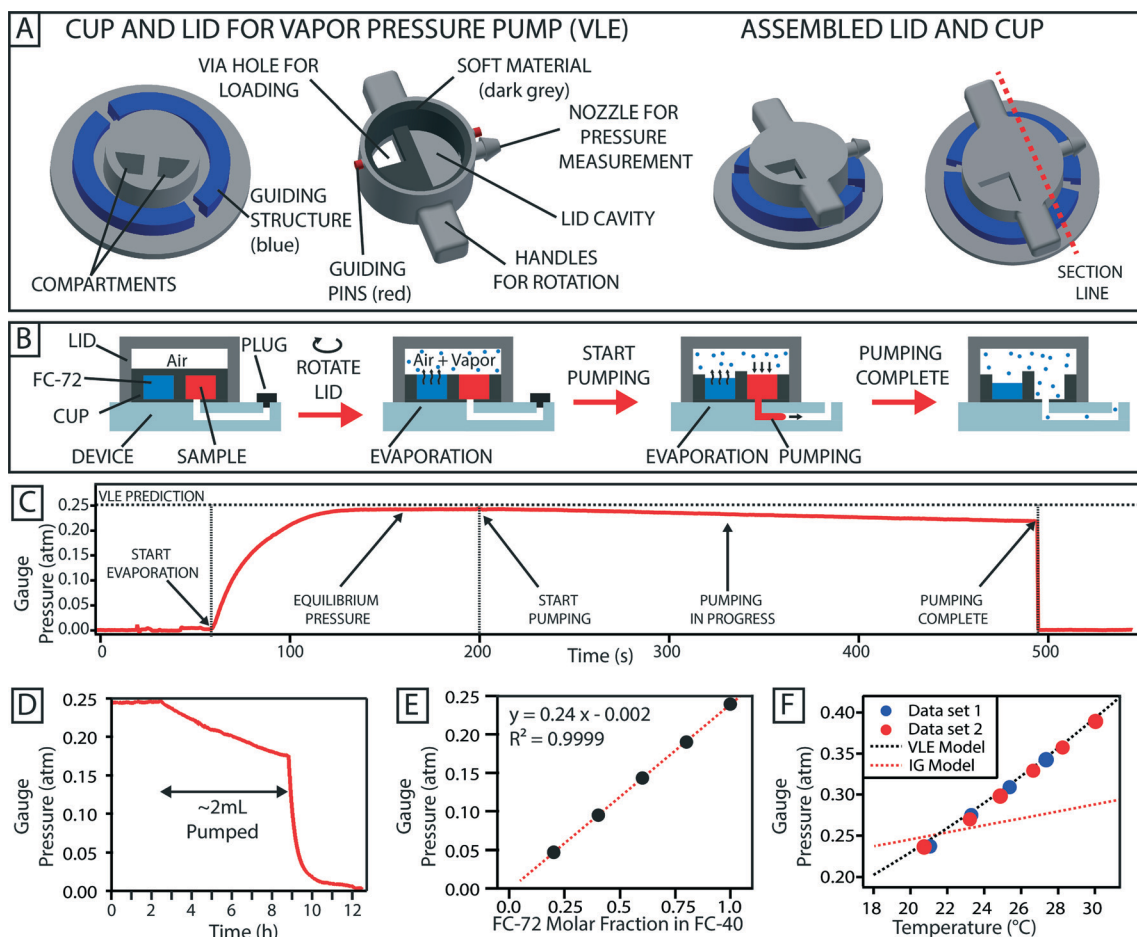 A
CUP AND LID FOR VAPOR PRESSURE PUMP (VLE)
ASSEMBLED LID AND CUP
VIA HOLE FOR
LOADING
SOFT MATERIAL
(dark grey)
NOZZLE FOR
PRESSURE
MEASUREMENT
GUIDING
STRUCTURE
(blue)
LID CAVITY
COMPARTMENTS
GUIDING
PINS (red)
HANDLES
FOR ROTATION
SECTION
LINE
B
LID
Air
PLUG
FC-72
CUP
DEVICE
SAMPLE
ROTATE
LID
Air + Vapor
EVAPORATION
START
PUMPING
EVAPORATION
PUMPING
PUMPING
COMPLETE
C
VLE PREDICTION
Gauge
Pressure (atm)
0.25
0.20
0.15
0.10
0.05
0.00
START
EVAPORATION
EQUILIBRIUM
PRESSURE
START
PUMPING
PUMPING
IN PROGRESS
PUMPING
COMPLETE
0
100
200
300
400
500
Time (s)
D
Gauge
Pressure (atm)
0.25
0.20
0.15
0.10
0.05
0.00
~2mL
Pumped
0 2 4 6 8 10 12
Time (h)
E
Gauge
Pressure (atm)
0.25
0.20
0.15
0.10
0.05
0.00
y = 0.24 x - 0.002
R² = 0.9999
0.0 0.25 0.5 0.75 1.0
FC-72 Molar Fraction in FC-40
F
Gauge
Pressure (atm)
0.40
0.35
0.30
0.25
0.20
Data set 1
Data set 2
VLE Model
IG Model
18 20 22 24 26 28 30
Temperature (°C)